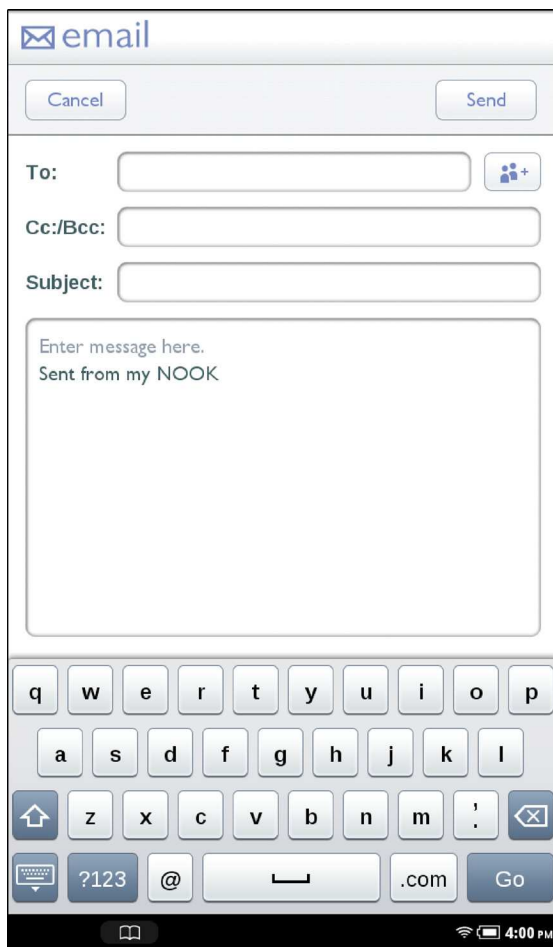 email
Cancel Send
To:
Cc:/Bcc:
Subject:
Enter message here.
Sent from my NOOK
q w e r t y u i o p
a s d f g h j k l
z x c v b n m , .
?123 @ .com Go
4:00 PM